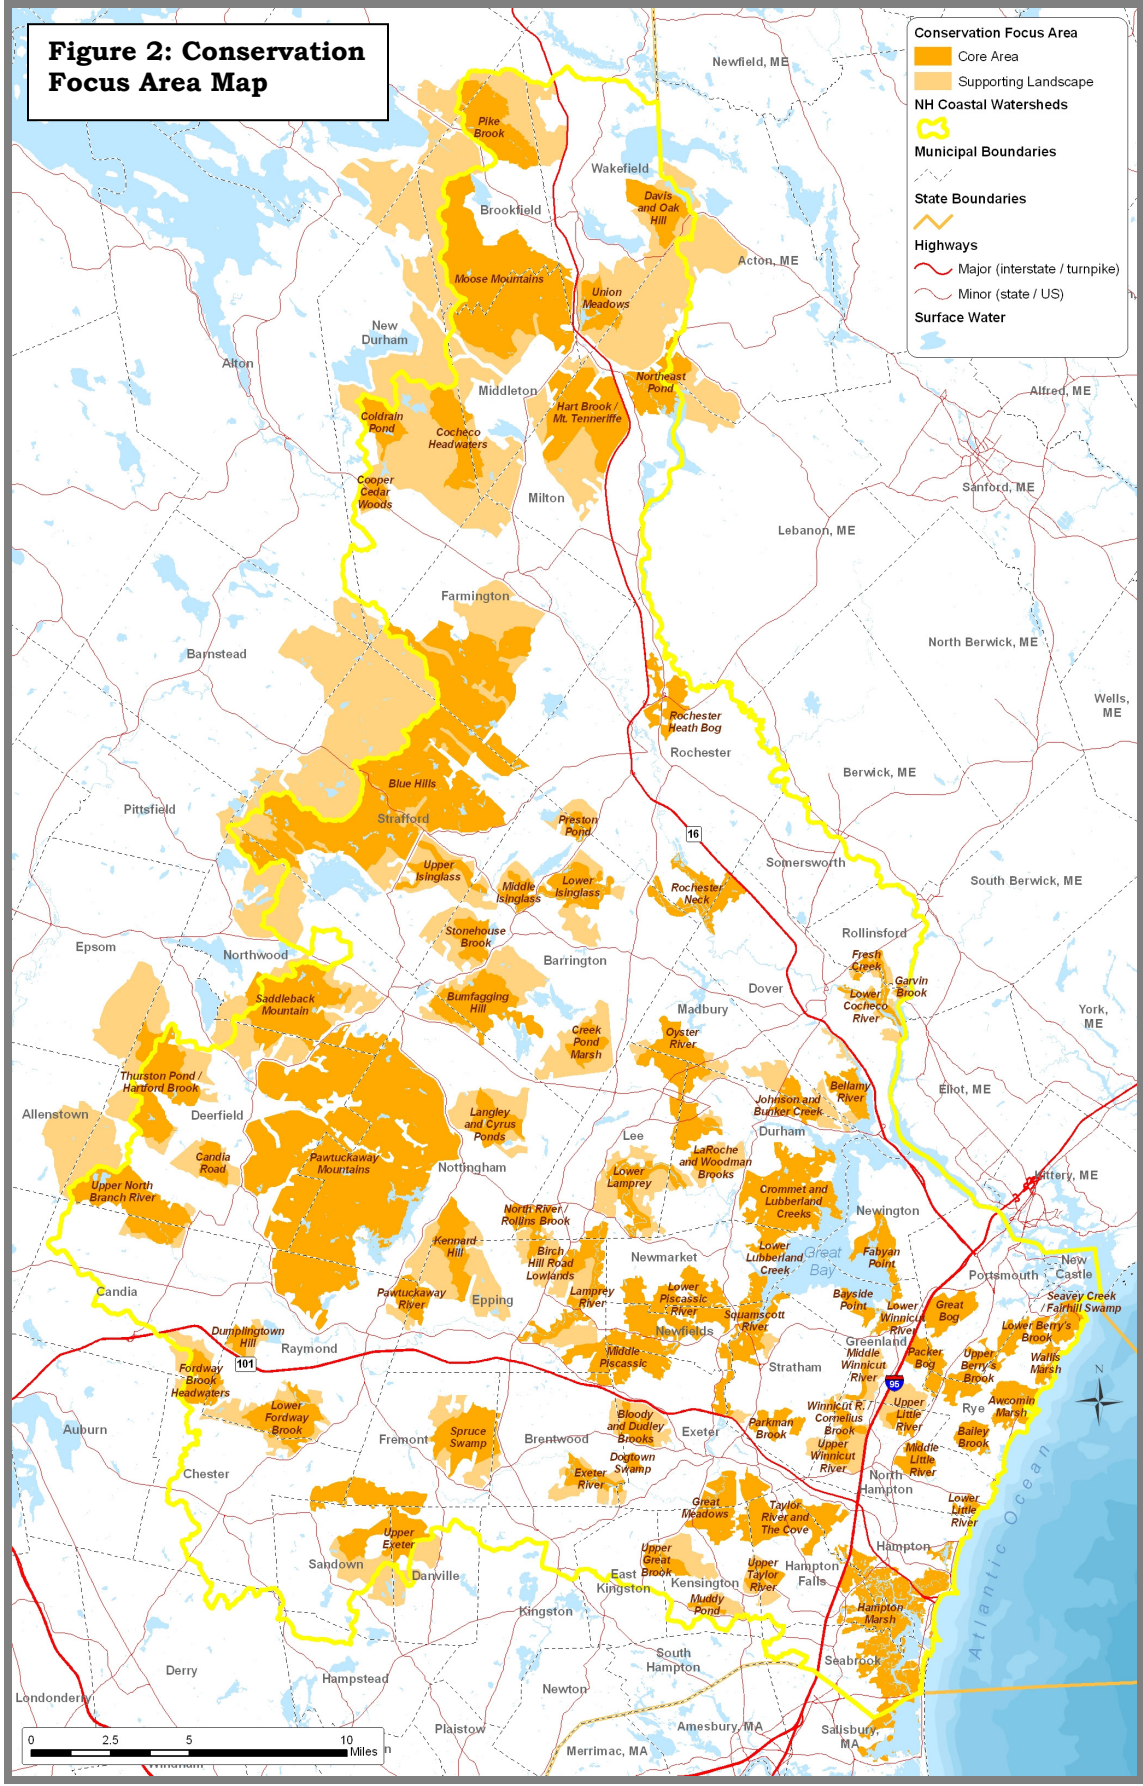 Figure 2: Conservation
Focus Area Map
Conservation Focus Area
Core Area
Supporting Landscape
NH Coastal Watersheds
Municipal Boundaries
State Boundaries
Highways
Major (interstate / turnpike)
Minor (state / US)
Surface Water
Newfield, ME
Pike
Brook
Wakefield
Davis
and Oak
Hill
Brookfield
Acton, ME
Moose Mountains
Union
Meadows
New
Durham
Alton
Middleton
Northeast
Pond
Alfred, ME
Hart Brook /
Mt. Tenneriffe
Coldrain
Pond
Cocheco
Headwaters
Cooper
Cedar
Woods
Milton
Sanford, ME
Lebanon, ME
Farmington
Barnstead
North Berwick, ME
Wells,
ME
Rochester
Heath Bog
Rochester
Berwick, ME
Blue Hills
Pittsfield
Strafford
Preston
Pond
16
Somersworth
Upper
Isinglass
Middle
Isinglass
Lower
Isinglass
Rochester
Neck
South Berwick, ME
Stonehouse
Brook
Rollinsford
Epsom
Northwood
Barrington
Fresh
Creek
Garvin
Brook
Lower
Cocheco
River
Saddleback
Mountain
Bumfagging
Hill
Dover
Madbury
York,
ME
Creek
Pond
Marsh
Oyster
River
Thurston Pond /
Hartford Brook
Eliot, ME
Bellamy
River
Johnson and
Bunker Creek
Allenstown
Deerfield
Langley
and Cyrus
Ponds
Lee
Durham
Candia
Road
Pawtuckaway
Mountains
Nottingham
LaRoche
and Woodman
Brooks
Lower
Lamprey
Kittery, ME
Upper North
Branch River
Crommet and
Lubberland
Creeks
Newington
North River /
Rollins Brook
Kennard
Hill
Birch
Hill Road
Lowlands
Newmarket
Lower
Lubberland
Creek
Great
Bay
Fabyan
Point
Portsmouth
New
Castle
Candia
Pawtuckaway
River
Epping
Lamprey
River
Lower
Piscassic
River
Squamscott
River
Bayside
Point
Lower
Winnicut
River
Great
Bog
Seavey Creek
/ Fairhill Swamp
Lower Berry's
Brook
Dumplingtown
Hill
Raymond
101
Newfields
Middle
Piscassic
Greenland
Middle
Winnicut
River
Packer
Bog
Upper
Berry's
Brook
Wallis
Marsh
Stratham
95
N
Fordway
Brook
Headwaters
Lower
Fordway
Brook
Auburn
Fremont
Spruce
Swamp
Brentwood
Bloody
and Dudley
Brooks
Exeter
Parkman
Brook
Winnicut R.
Cornelius
Brook
Upper
Winnicut
River
Upper
Little
River
Rye
Awcomin
Marsh
Bailey
Brook
Middle
Little
River
Dogtown
Swamp
Exeter
River
Chester
North
Hampton
Great
Meadows
Taylor
River and
The Cove
Lower
Little
River
Atlantic Ocean
Upper
Exeter
Sandown
Danville
Upper
Great
Brook
East
Kingston
Kensington
Upper
Taylor
River
Hampton
Falls
Hampton
Muddy
Pond
Kingston
Hampton
Marsh
Derry
Hampstead
South
Hampton
Seabrook
Londonderry
Newton
Plaistow
Amesbury, MA
Salisbury,
MA
Merrimac, MA
0 2.5 5 10
Miles